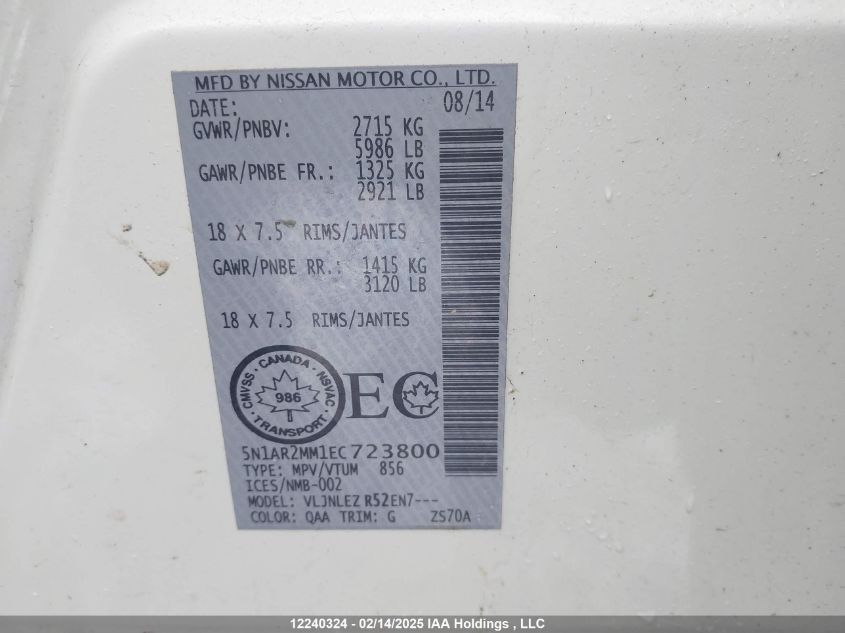 MFD BY NISSAN MOTOR CO., LTD.
DATE: 08/14
GVWR/PNBV: 2715 KG
5986 LB
GAWR/PNBE FR.: 1325 KG
2921 LB
18 X 7.5 RIMS/JANTES
GAWR/PNBE RR.: 1415 KG
3120 LB
18 X 7.5 RIMS/JANTES
CMVSS - CANADA - NSVAC
986
TRANSPORT
EC
5N1AR2MM1EC723800
TYPE: MPV/VTUM 856
ICES/NMB-002
MODEL: VLJNLEZ R52EN7---
COLOR: QAA TRIM: G ZS70A
12240324 - 02/14/2025 IAA Holdings , LLC